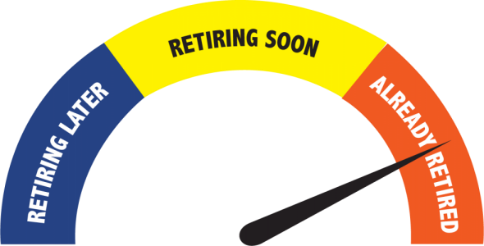 RETIRING LATER
RETIRING SOON
ALREADY RETIRED